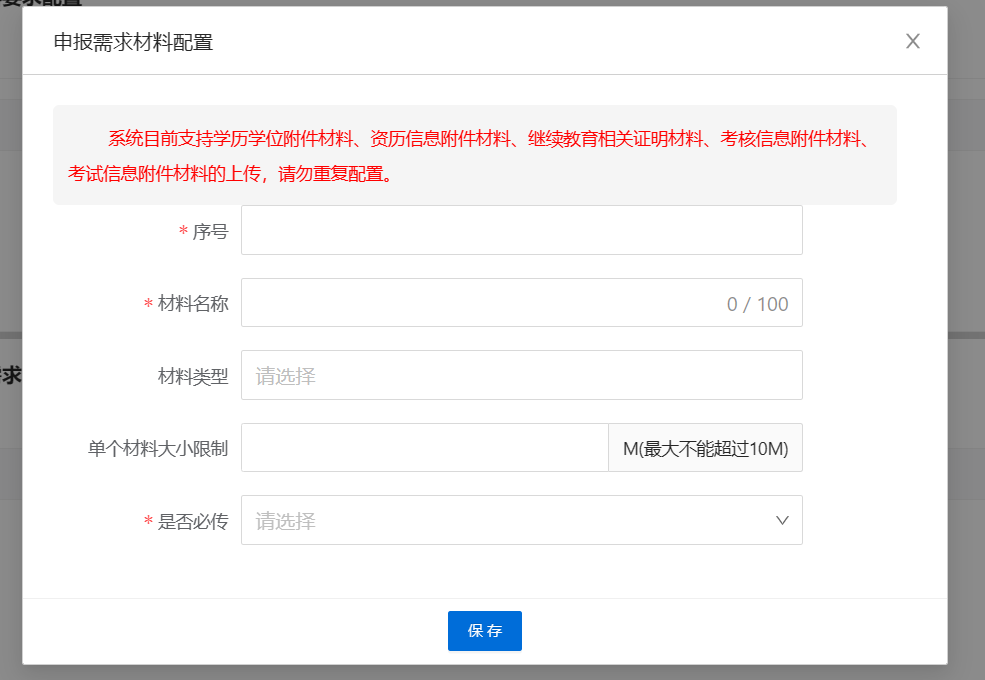 申报需求材料配置
系统目前支持学历学位附件材料、资历信息附件材料、继续教育相关证明材料、考核信息附件材料、
考试信息附件材料的上传，请勿重复配置。
* 序号
* 材料名称 0 / 100
材料类型 请选择
单个材料大小限制 M(最大不能超过10M)
* 是否必传 请选择
保 存